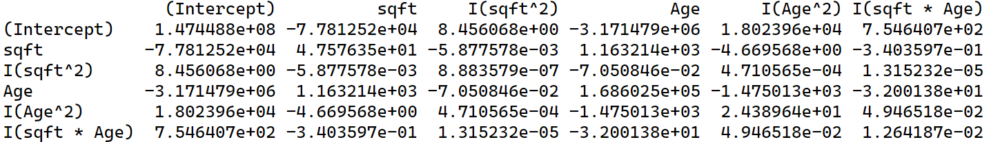 (Intercept)          sqft     I(sqft^2)           Age      I(Age^2) I(sqft * Age)
(Intercept)    1.474488e+08 -7.781252e+04  8.456068e+00 -3.171479e+06  1.802396e+04  7.546407e+02
sqft          -7.781252e+04  4.757635e+01 -5.877578e-03  1.163214e+03 -4.669568e+00 -3.403597e-01
I(sqft^2)      8.456068e+00 -5.877578e-03  8.883579e-07 -7.050846e-02  4.710565e-04  1.315232e-05
Age           -3.171479e+06  1.163214e+03 -7.050846e-02  1.686025e+05 -1.475013e+03 -3.200138e+01
I(Age^2)       1.802396e+04 -4.669568e+00  4.710565e-04 -1.475013e+03  2.438964e+01  4.946518e-02
I(sqft * Age)  7.546407e+02 -3.403597e-01  1.315232e-05 -3.200138e+01  4.946518e-02  1.264187e-02